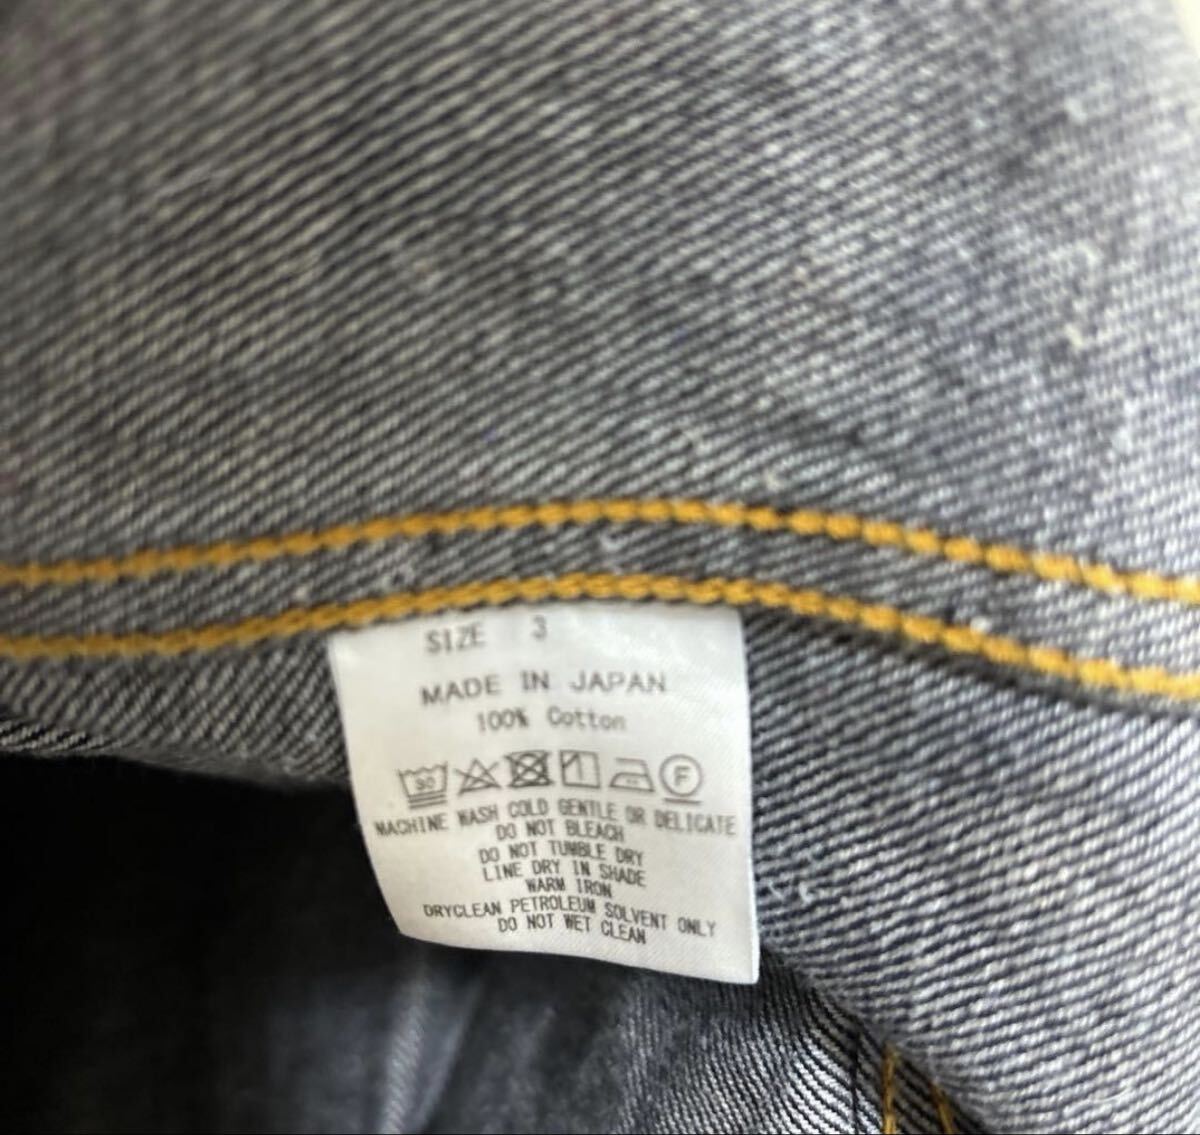 SIZE 3
MADE IN JAPAN
100% Cotton
30 F
MACHINE WASH COLD GENTLE OR DELICATE
DO NOT BLEACH
DO NOT TUMBLE DRY
LINE DRY IN SHADE
WARM IRON
DRYCLEAN PETROLEUM SOLVENT ONLY
DO NOT WET CLEAN